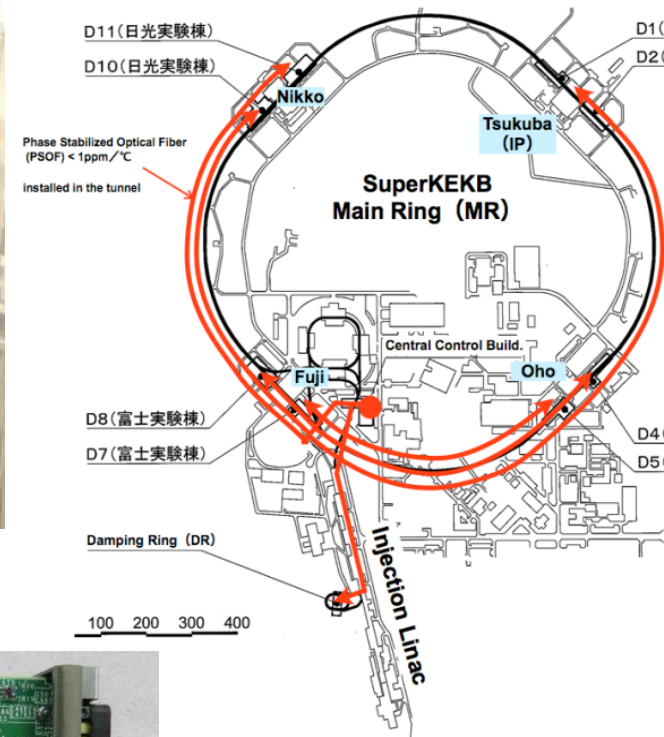 D11(日光実験棟)
D10(日光実験棟)
Nikko
D1(
D2(
Tsukuba
(IP)
Phase Stabilized Optical Fiber
(PSOF) < 1ppm/℃
installed in the tunnel
SuperKEKB
Main Ring (MR)
Central Control Build.
Fuji
Oho
D8(富士実験棟)
D7(富士実験棟)
D4(
D5(
Damping Ring (DR)
Injection Linac
100 200 300 400